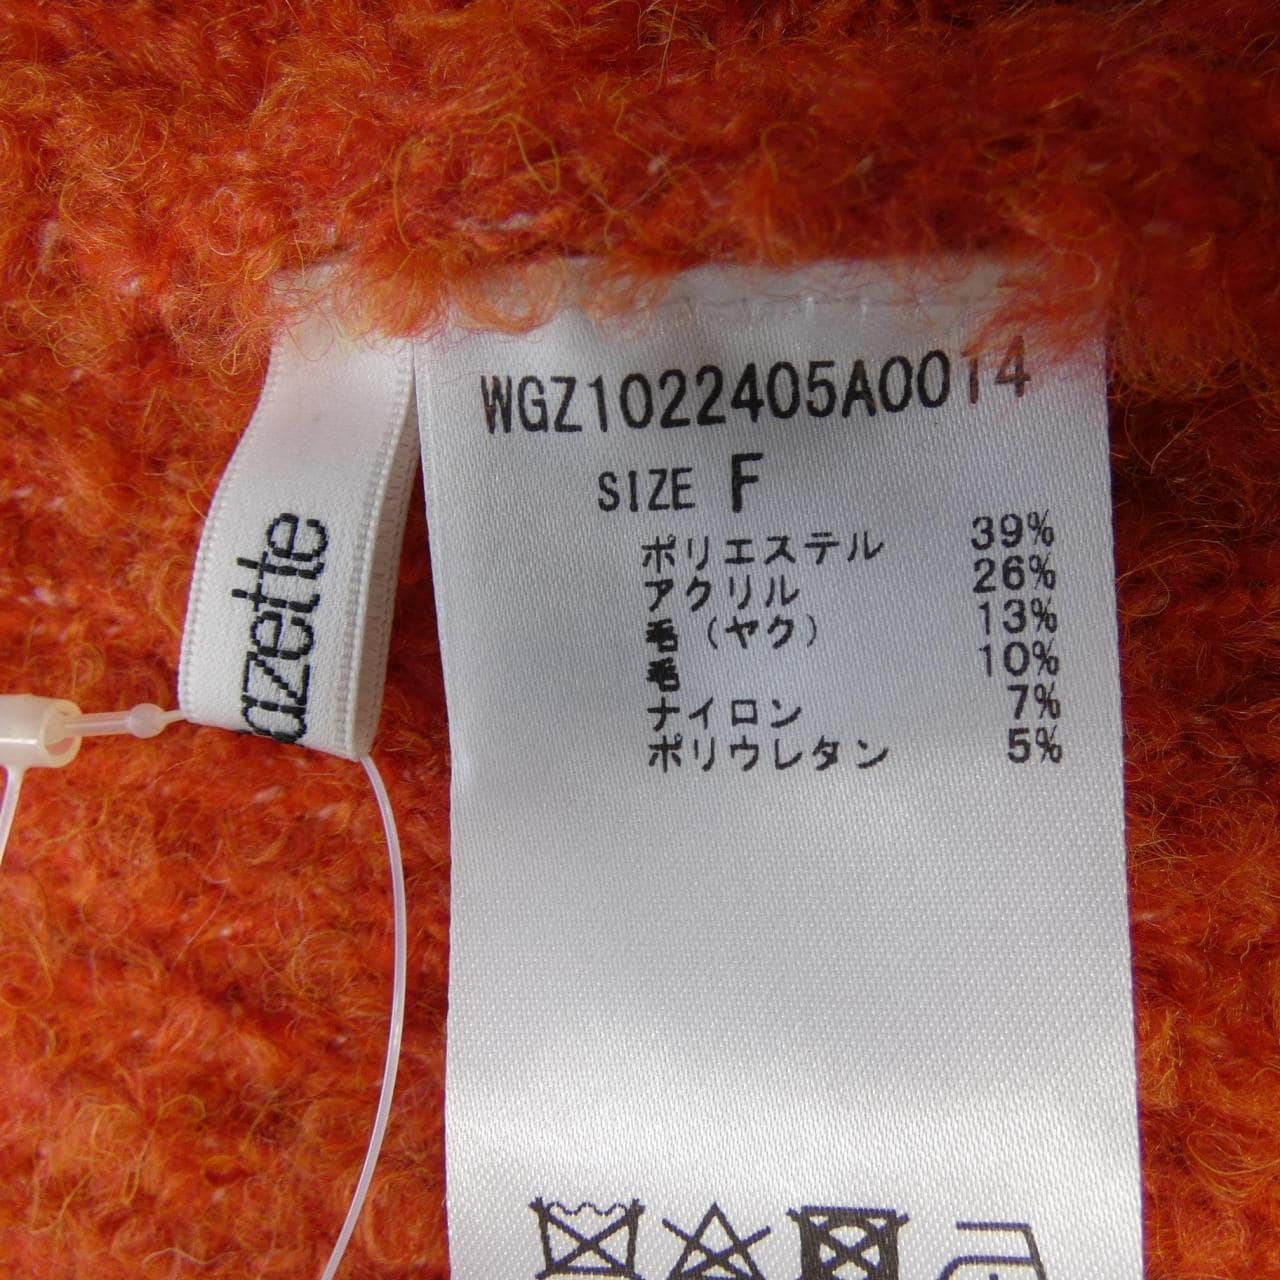 WGZ1022405A0014
SIZE F
ポリエステル 39%
アクリル 26%
毛（ヤク） 13%
毛 10%
ナイロン 7%
ポリウレタン 5%
azette